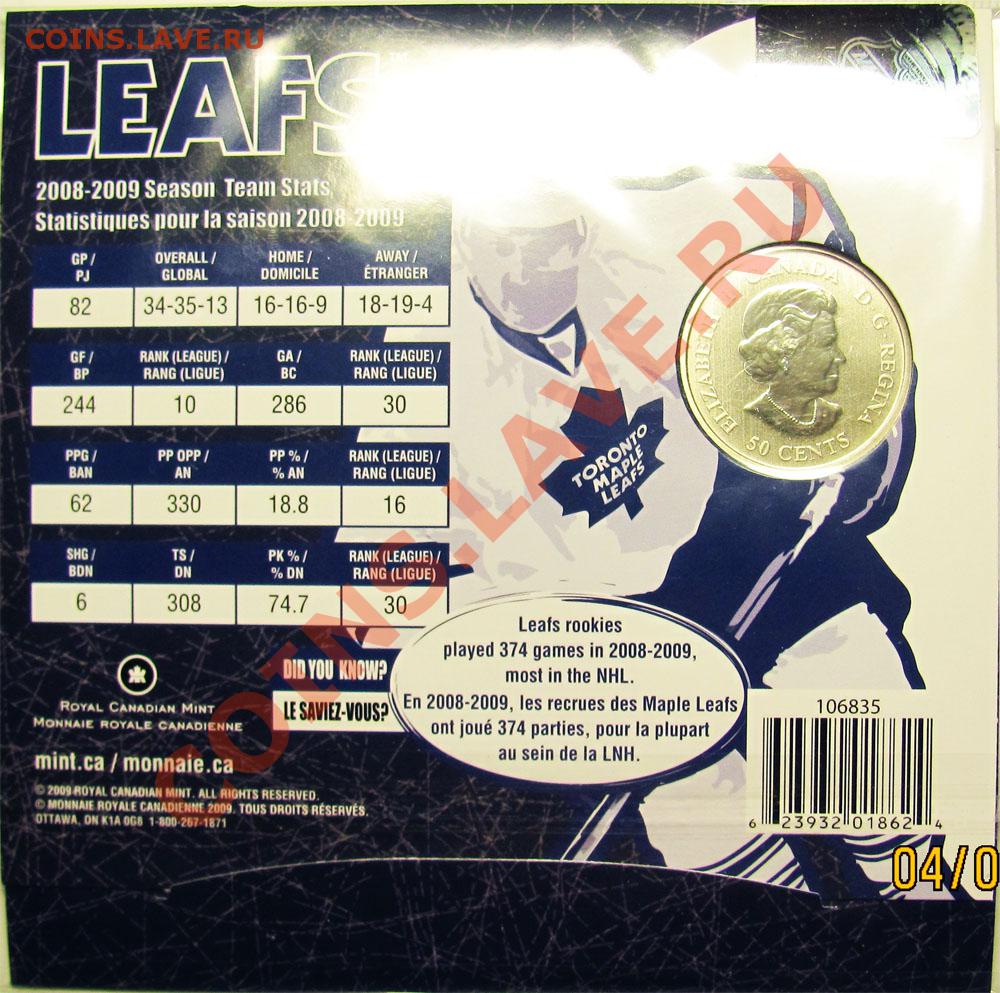 COINS.LAVE.RU
LEAFS
2008-2009 Season Team Stats
Statistiques pour la saison 2008-2009
GP / PJ
OVERALL / GLOBAL
HOME / DOMICILE
AWAY / ÉTRANGER
82
34-35-13
16-16-9
18-19-4
GF / BP
RANK (LEAGUE) / RANG (LIGUE)
GA / BC
RANK (LEAGUE) / RANG (LIGUE)
244
10
286
30
PPG / BAN
PP OPP / AN
PP % / % AN
RANK (LEAGUE) / RANG (LIGUE)
62
330
18.8
16
SHG / BDN
TS / DN
PK % / % DN
RANK (LEAGUE) / RANG (LIGUE)
6
308
74.7
30
ELIZABETH II CANADA D G REGINA
50 CENTS
TORONTO
MAPLE
LEAFS
COINS.LAVE.RU
DID YOU KNOW?
LE SAVIEZ-VOUS?
Leafs rookies
played 374 games in 2008-2009,
most in the NHL.
En 2008-2009, les recrues des Maple Leafs
ont joué 374 parties, pour la plupart
au sein de la LNH.
ROYAL CANADIAN MINT
MONNAIE ROYALE CANADIENNE
mint.ca / monnaie.ca
© 2009 ROYAL CANADIAN MINT. ALL RIGHTS RESERVED.
© MONNAIE ROYALE CANADIENNE 2009. TOUS DROITS RÉSERVÉS.
OTTAWA, ON K1A 0G8 1-800-267-1871
106835
6 23932 01862 4
04/0